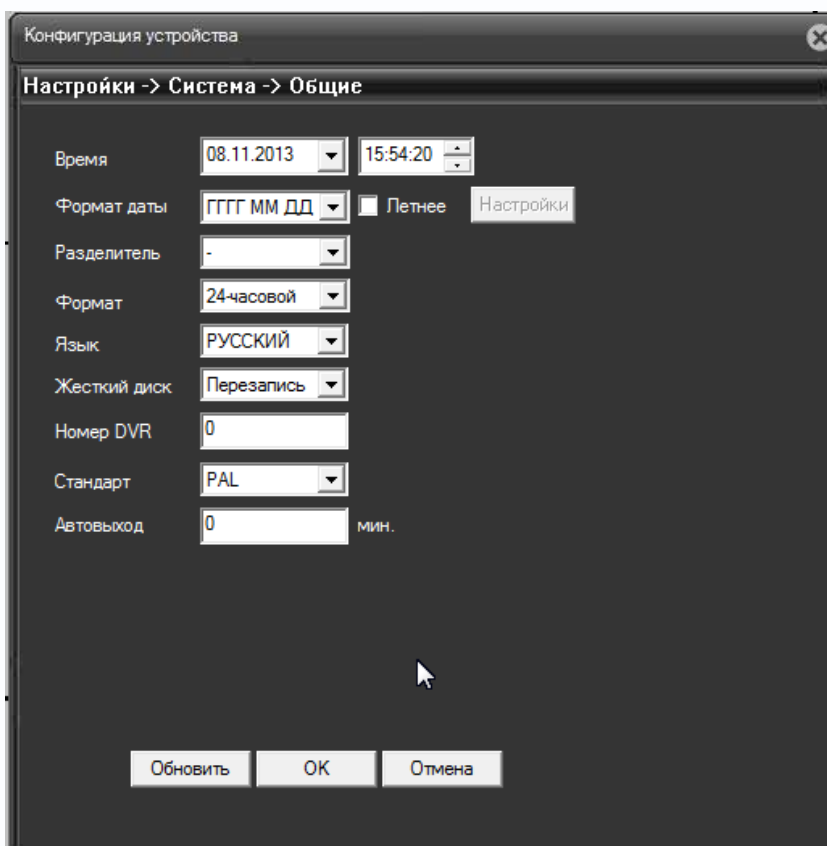 Конфигурация устройства
Настройки -> Система -> Общие
Время 08.11.2013 15:54:20
Формат даты ГГГГ ММ ДД Летнее Настройки
Разделитель -
Формат 24-часовой
Язык РУССКИЙ
Жесткий диск Перезапись
Номер DVR 0
Стандарт PAL
Автовыход 0 мин.
Обновить OK Отмена